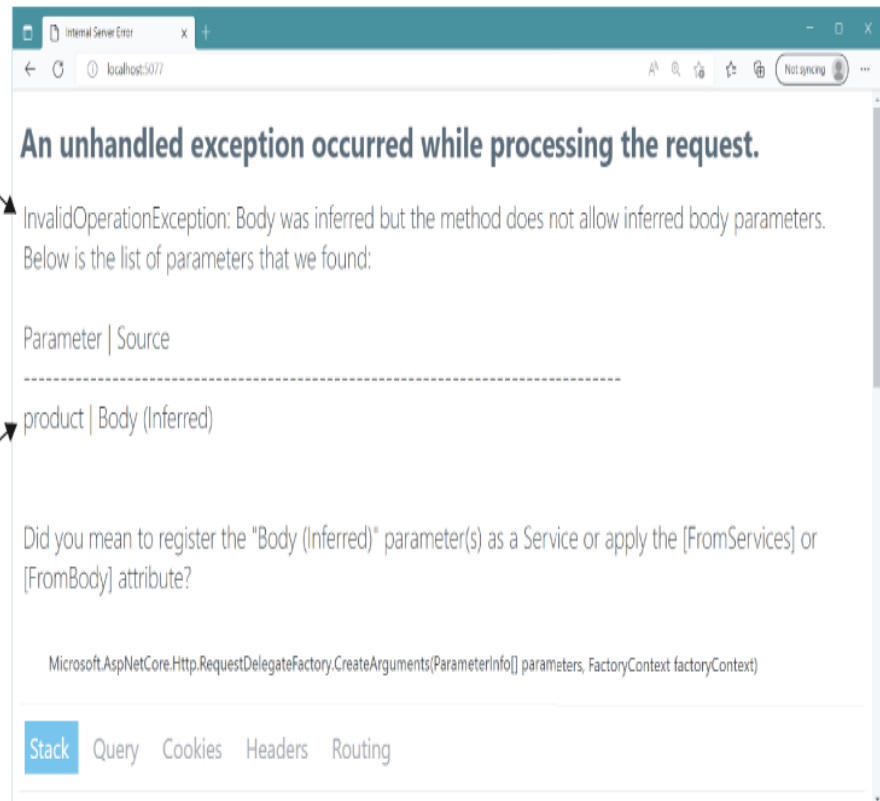 Internal Server Error
localhost:5077
Not syncing
An unhandled exception occurred while processing the request.
InvalidOperationException: Body was inferred but the method does not allow inferred body parameters.
Below is the list of parameters that we found:
Parameter | Source
---------------------------------------------------------------------------------
product | Body (Inferred)
Did you mean to register the "Body (Inferred)" parameter(s) as a Service or apply the [FromServices] or
[FromBody] attribute?
Microsoft.AspNetCore.Http.RequestDelegateFactory.CreateArguments(ParameterInfo[] parameters, FactoryContext factoryContext)
Stack Query Cookies Headers Routing